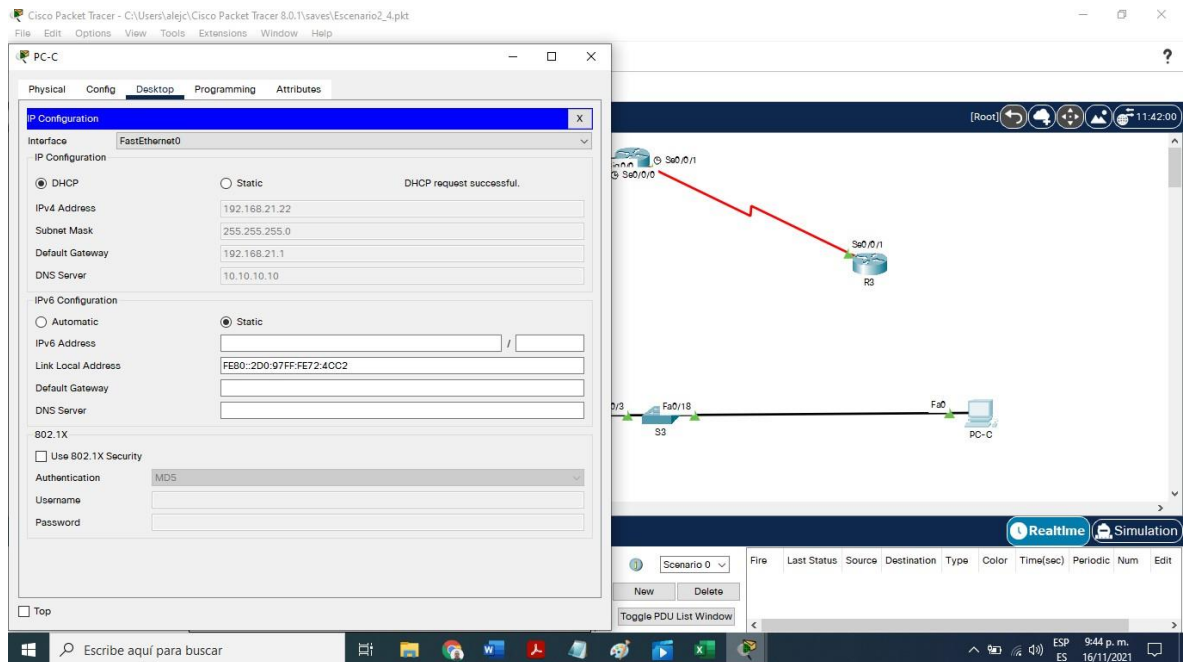 Cisco Packet Tracer - C:\Users\alejc\Cisco Packet Tracer 8.0.1\saves\Escenario2_4.pkt
File Edit Options View Tools Extensions Window Help
PC-C
?
Physical Config Desktop Programming Attributes
IP Configuration X
[Root] 11:42:00
Interface FastEthernet0
IP Configuration
DHCP Static DHCP request successful.
IPv4 Address 192.168.21.22
Subnet Mask 255.255.255.0
Default Gateway 192.168.21.1
DNS Server 10.10.10.10
IPv6 Configuration
Automatic Static
IPv6 Address /
Link Local Address FE80::2D0:97FF:FE72:4CC2
Default Gateway
DNS Server
802.1X
Use 802.1X Security
Authentication MD5
Username
Password
Top
Se0/0/1
Se0/0/0
Se0/0/1
R3
0/3 Fa0/18
S3
Fa0
PC-C
Realtime Simulation
Scenario 0
New Delete
Toggle PDU List Window
Fire Last Status Source Destination Type Color Time(sec) Periodic Num Edit
Escribe aquí para buscar
ESP
ES
9:44 p. m.
16/11/2021